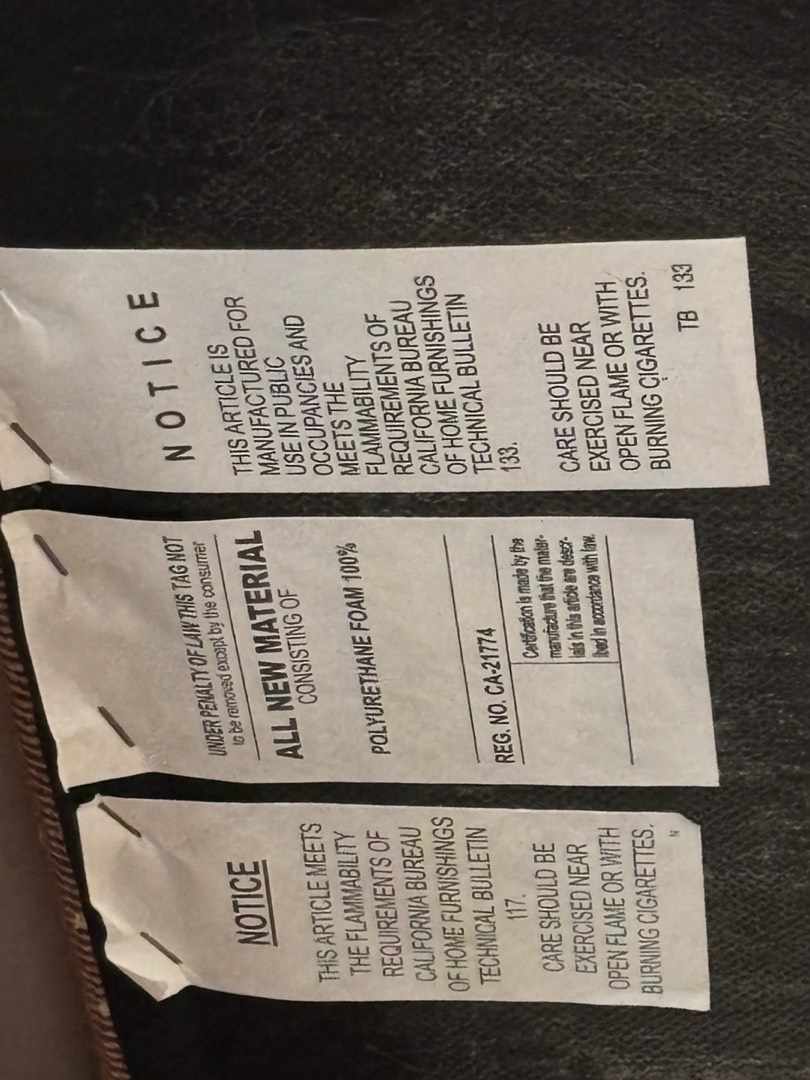 NOTICE
THIS ARTICLE IS
MANUFACTURED FOR
USE IN PUBLIC
OCCUPANCIES AND
MEETS THE
FLAMMABILITY
REQUIREMENTS OF
CALIFORNIA BUREAU
OF HOME FURNISHINGS
TECHNICAL BULLETIN
133.
CARE SHOULD BE
EXERCISED NEAR
OPEN FLAME OR WITH
BURNING CIGARETTES.
TB 133
UNDER PENALTY OF LAW THIS TAG NOT
to be removed except by the consumer
ALL NEW MATERIAL
CONSISTING OF
POLYURETHANE FOAM 100%
REG. NO. CA-21774
Certification is made by the
manufacture that the mater-
ials in this article are descr-
ibed in accordance with law.
NOTICE
THIS ARTICLE MEETS
THE FLAMMABILITY
REQUIREMENTS OF
CALIFORNIA BUREAU
OF HOME FURNISHINGS
TECHNICAL BULLETIN
117.
CARE SHOULD BE
EXERCISED NEAR
OPEN FLAME OR WITH
BURNING CIGARETTES.